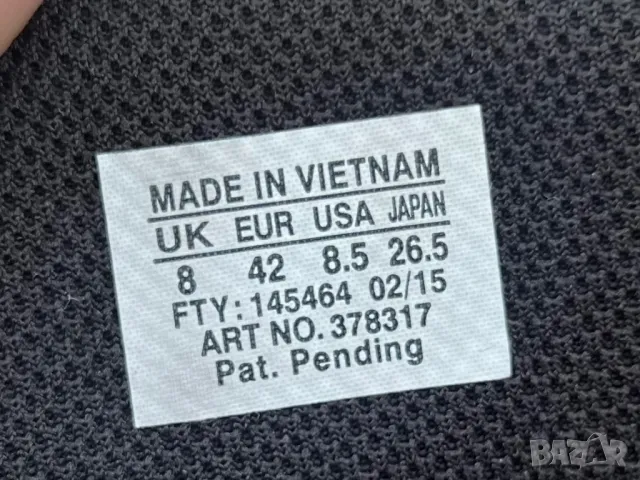 MADE IN VIETNAM
UK EUR USA JAPAN
8 42 8.5 26.5
FTY: 145464 02/15
ART NO. 378317
Pat. Pending
BAZAR